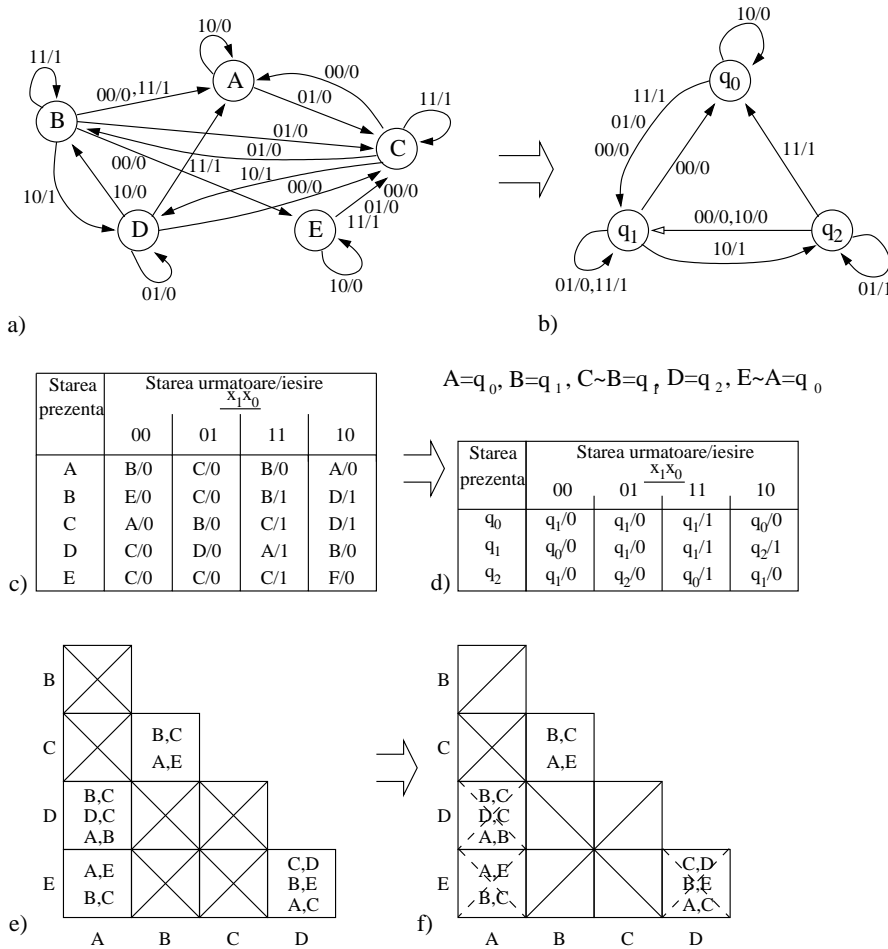 10/0
11/1
A
00/0
00/0,11/1
01/0
11/1
B
01/0
C
01/0
00/0
11/1
10/1
00/0
10/1
10/0
00/0
01/0
11/1
D
E
01/0
10/0
a)
10/0
q0
11/1
01/0
00/0
00/0
11/1
00/0,10/0
q1
q2
10/1
01/0,11/1
01/1
b)
A=q0, B=q1, C~B=q1, D=q2, E~A=q0
Starea prezenta Starea urmatoare/iesire
x1x0
00 01 11 10
A B/0 C/0 B/0 A/0
B E/0 C/0 B/1 D/1
C A/0 B/0 C/1 D/1
D C/0 D/0 A/1 B/0
E C/0 C/0 C/1 F/0
c)
Starea prezenta Starea urmatoare/iesire
x1x0
00 01 11 10
q0 q1/0 q1/0 q1/1 q0/0
q1 q0/0 q1/0 q1/1 q2/1
q2 q1/0 q2/0 q0/1 q1/0
d)
B
C B,C
A,E
D B,C
D,C
A,B
E A,E C,D
B,C B,E
A,C
A B C D
e)
B
C B,C
A,E
D B,C
D,C
A,B
E A,E C,D
B,C B,E
A,C
A B C D
f)